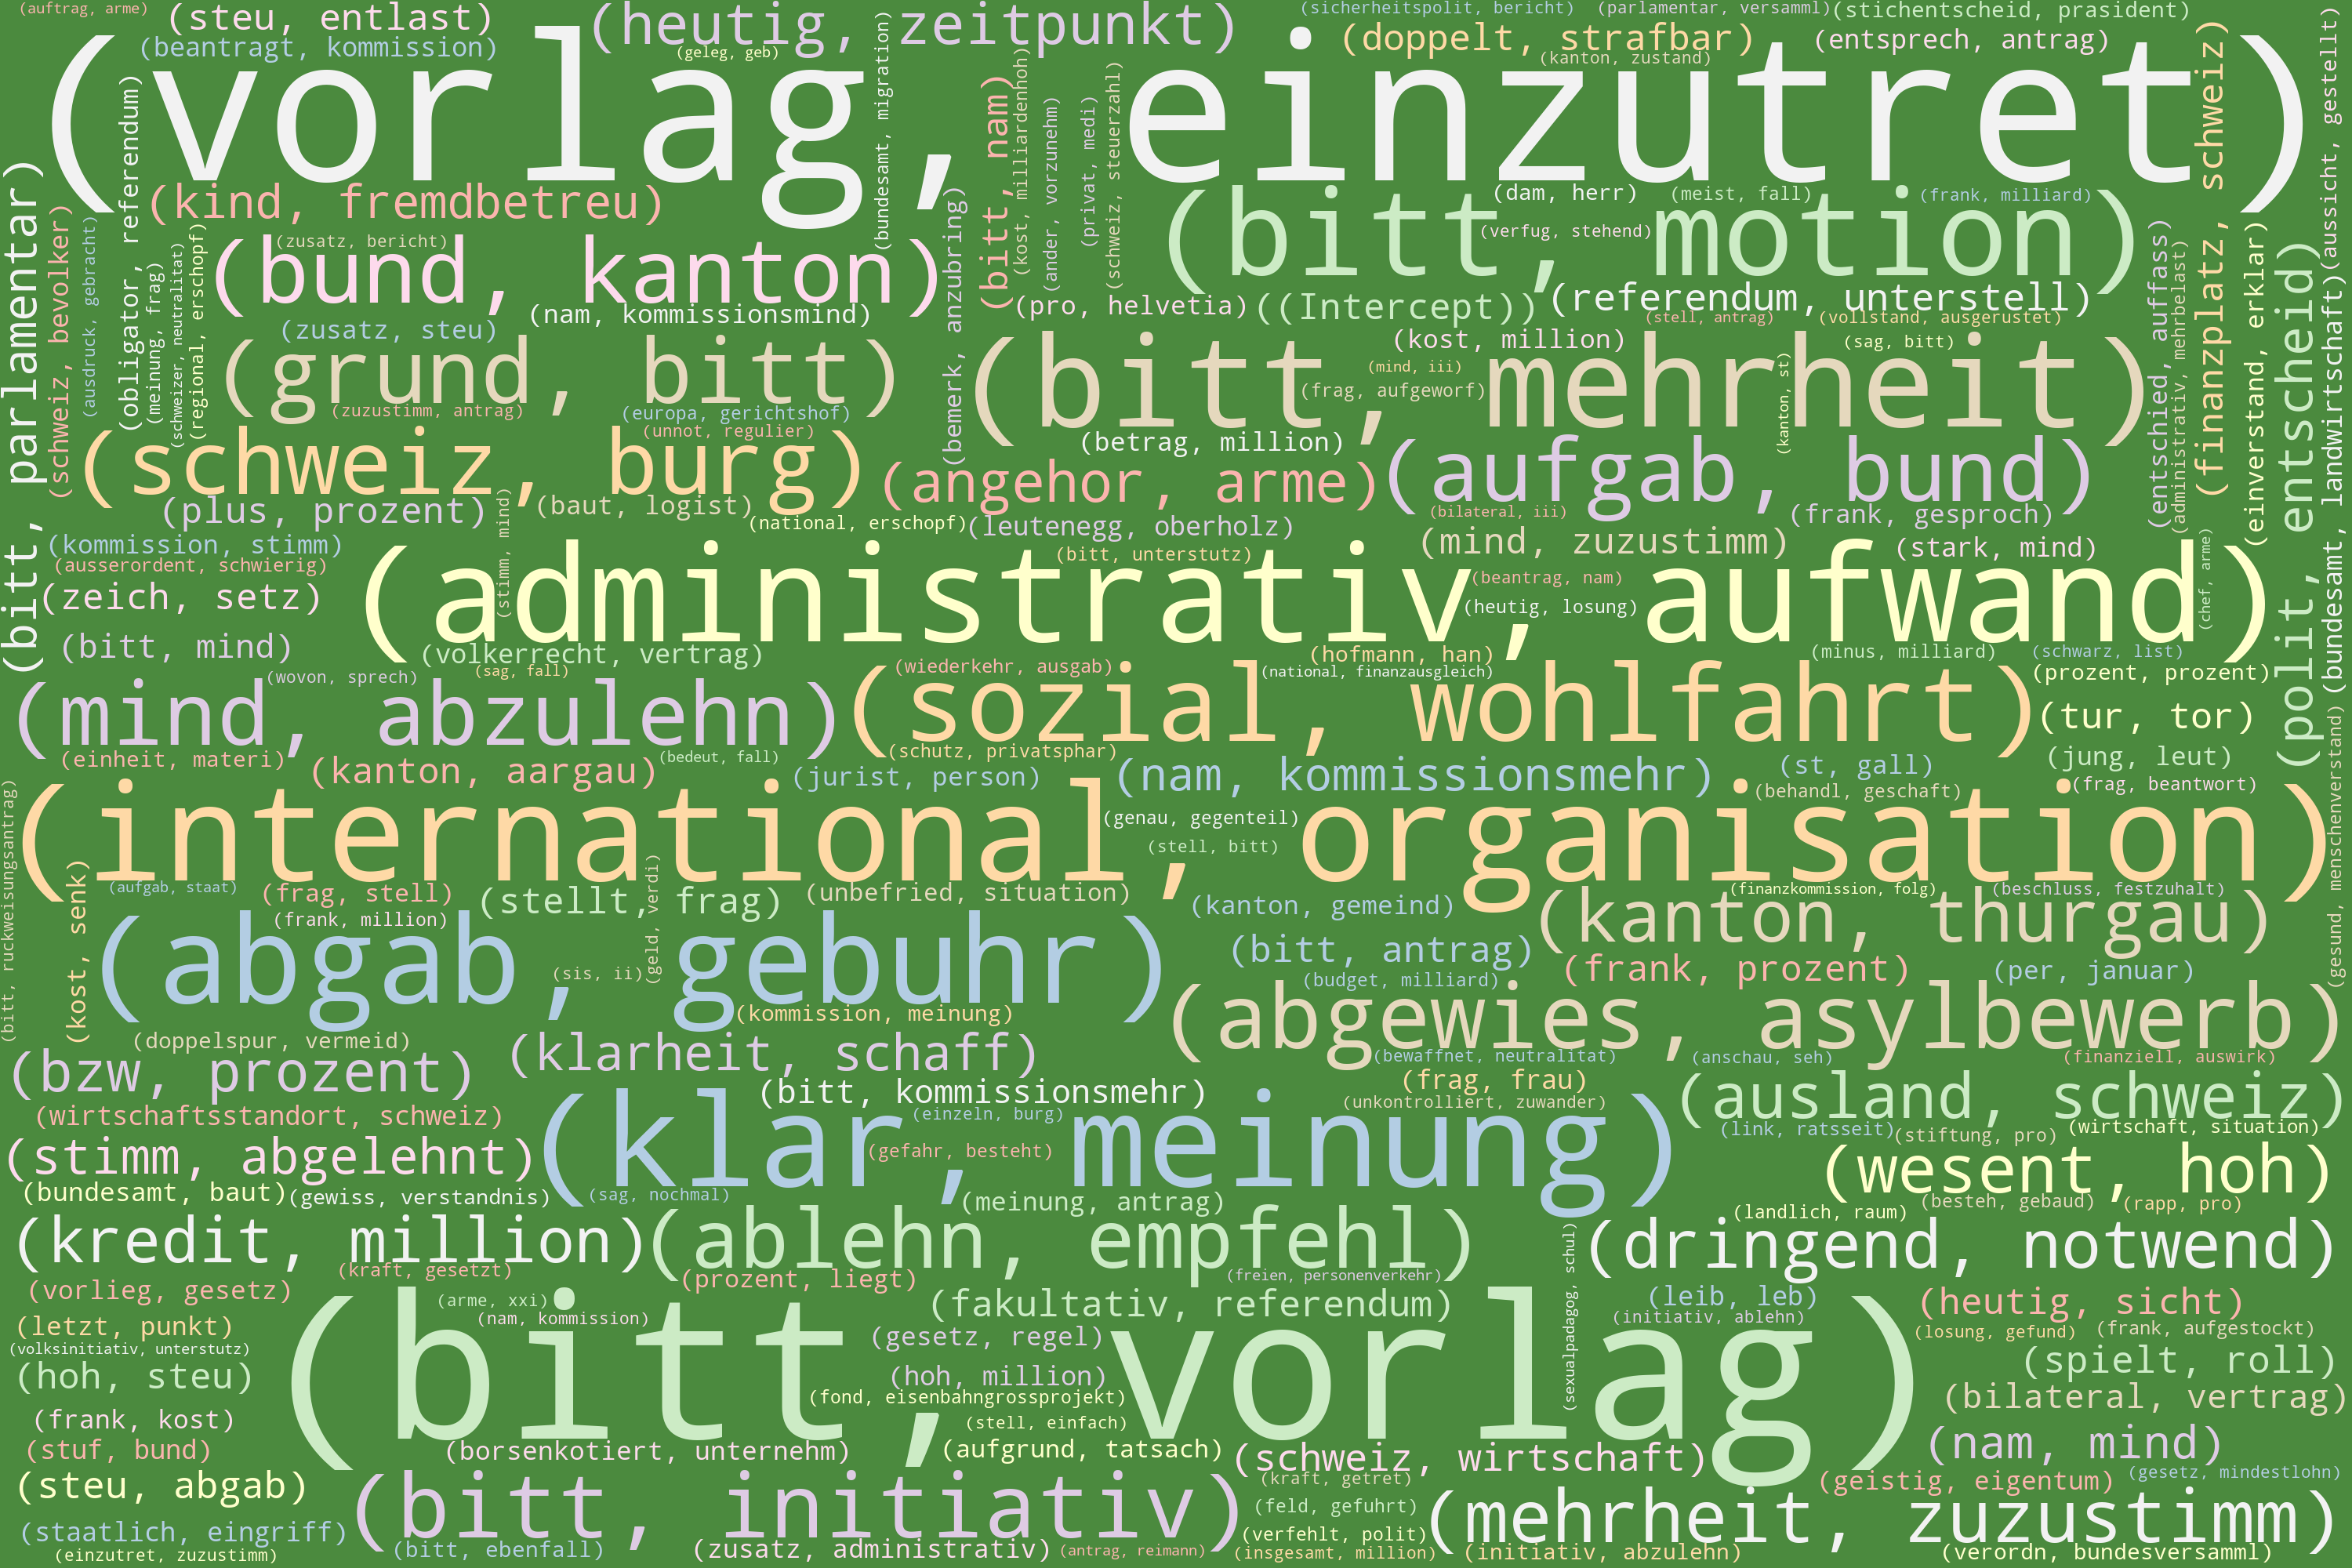 (auftrag, arme)
(steu, entlast)
(heutig, zeitpunkt)
(sicherheitspolit, bericht)
(parlamentar, versamml)
(stichentscheid, prasident)
(beantragt, kommission)
(geleg, geb)
(doppelt, strafbar)
(entsprech, antrag)
(kanton, zustand)
(vorlag, einzutret)
(bitt, parlamentar)
(schweiz, bevolker)
(ausdruck, gebracht)
(obligator, referendum)
(meinung, frag)
(schweizer, neutralitat)
(regional, erschopf)
(bundesamt, migration)
(bemerk, anzubring)
(bitt, nam)
(kost, milliardenhoh)
(ander, vorzunehm)
(privat, medi)
(schweiz, steuerzahl)
(finanzplatz, schweiz)
(aussicht, gestellt)
(kind, fremdbetreu)
(dam, herr)
(meist, fall)
(frank, milliard)
(verfug, stehend)
(bitt, motion)
(zusatz, bericht)
(bund, kanton)
(nam, kommissionsmind)
(pro, helvetia)
((Intercept))
(referendum, unterstell)
(entschied, auffass)
(administrativ, mehrbelast)
(einverstand, erklar)
(polit, entscheid)
(bundesamt, landwirtschaft)
(zusatz, steu)
(stell, antrag)
(vollstand, ausgerustet)
(kost, million)
(sag, bitt)
(grund, bitt)
(bitt, mehrheit)
(mind, iii)
(frag, aufgeworf)
(kanton, st)
(zuzustimm, antrag)
(europa, gerichtshof)
(unnot, regulier)
(betrag, million)
(schweiz, burg)
(angehor, arme)
(aufgab, bund)
(plus, prozent)
(baut, logist)
(stimm, mind)
(national, erschopf)
(leutenegg, oberholz)
(bilateral, iii)
(frank, gesproch)
(kommission, stimm)
(ausserordent, schwierig)
(bitt, unterstutz)
(mind, zuzustimm)
(stark, mind)
(chef, arme)
(zeich, setz)
(administrativ, aufwand)
(beantrag, nam)
(heutig, losung)
(bitt, mind)
(volkerrecht, vertrag)
(hofmann, han)
(minus, milliard)
(schwarz, list)
(wovon, sprech)
(sag, fall)
(wiederkehr, ausgab)
(national, finanzausgleich)
(prozent, prozent)
(mind, abzulehn)
(sozial, wohlfahrt)
(tur, tor)
(einheit, materi)
(bedeut, fall)
(schutz, privatsphar)
(jung, leut)
(kanton, aargau)
(jurist, person)
(nam, kommissionsmehr)
(st, gall)
(behandl, geschaft)
(frag, beantwort)
(bitt, ruckweisungsantrag)
(gesund, menschenverstand)
(international, organisation)
(genau, gegenteil)
(stell, bitt)
(kost, senk)
(aufgab, staat)
(frag, stell)
(stellt, frag)
(geld, verdi)
(unbefried, situation)
(finanzkommission, folg)
(beschluss, festzuhalt)
(frank, million)
(kanton, gemeind)
(kanton, thurgau)
(abgab, gebuhr)
(sis, ii)
(bitt, antrag)
(frank, prozent)
(per, januar)
(budget, milliard)
(kommission, meinung)
(abgewies, asylbewerb)
(doppelspur, vermeid)
(bzw, prozent)
(klarheit, schaff)
(bewaffnet, neutralitat)
(anschau, seh)
(finanziell, auswirk)
(bitt, kommissionsmehr)
(frag, frau)
(unkontrolliert, zuwander)
(ausland, schweiz)
(wirtschaftsstandort, schweiz)
(einzeln, burg)
(klar, meinung)
(link, ratsseit)
(stiftung, pro)
(wirtschaft, situation)
(stimm, abgelehnt)
(gefahr, besteht)
(wesent, hoh)
(bundesamt, baut)
(gewiss, verstandnis)
(sag, nochmal)
(meinung, antrag)
(landlich, raum)
(besteh, gebaud)
(rapp, pro)
(kredit, million)
(ablehn, empfehl)
(sexualpadagog, schul)
(dringend, notwend)
(kraft, gesetzt)
(prozent, liegt)
(freien, personenverkehr)
(vorlieg, gesetz)
(arme, xxi)
(nam, kommission)
(fakultativ, referendum)
(leib, leb)
(initiativ, ablehn)
(heutig, sicht)
(letzt, punkt)
(bitt, vorlag)
(gesetz, regel)
(losung, gefund)
(frank, aufgestockt)
(volksinitiativ, unterstutz)
(hoh, steu)
(hoh, million)
(spielt, roll)
(fond, eisenbahngrossprojekt)
(bilateral, vertrag)
(frank, kost)
(stell, einfach)
(stuf, bund)
(borsenkotiert, unternehm)
(aufgrund, tatsach)
(schweiz, wirtschaft)
(nam, mind)
(steu, abgab)
(kraft, getret)
(geistig, eigentum)
(gesetz, mindestlohn)
(bitt, initiativ)
(feld, gefuhrt)
(mehrheit, zuzustimm)
(staatlich, eingriff)
(verfehlt, polit)
(einzutret, zuzustimm)
(bitt, ebenfall)
(zusatz, administrativ)
(antrag, reimann)
(insgesamt, million)
(initiativ, abzulehn)
(verordn, bundesversamml)